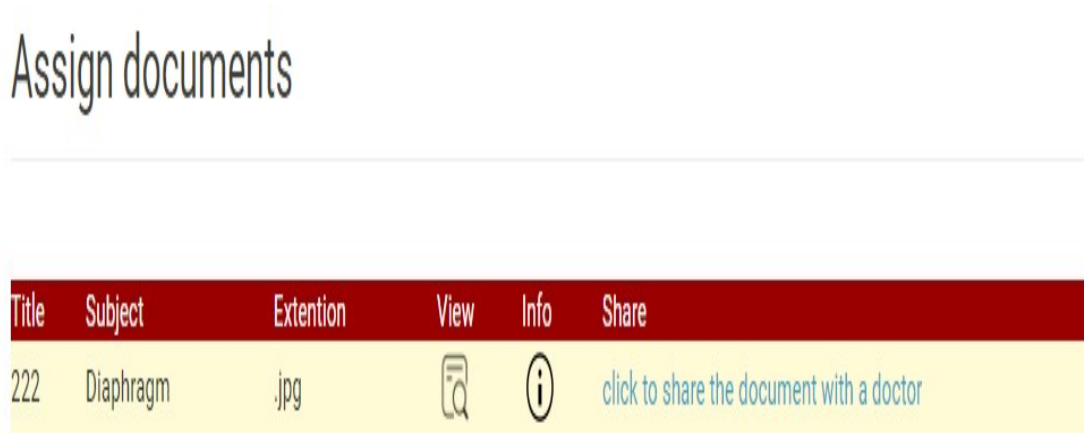 Assign documents
Title Subject Extention View Info Share
222 Diaphragm .jpg click to share the document with a doctor